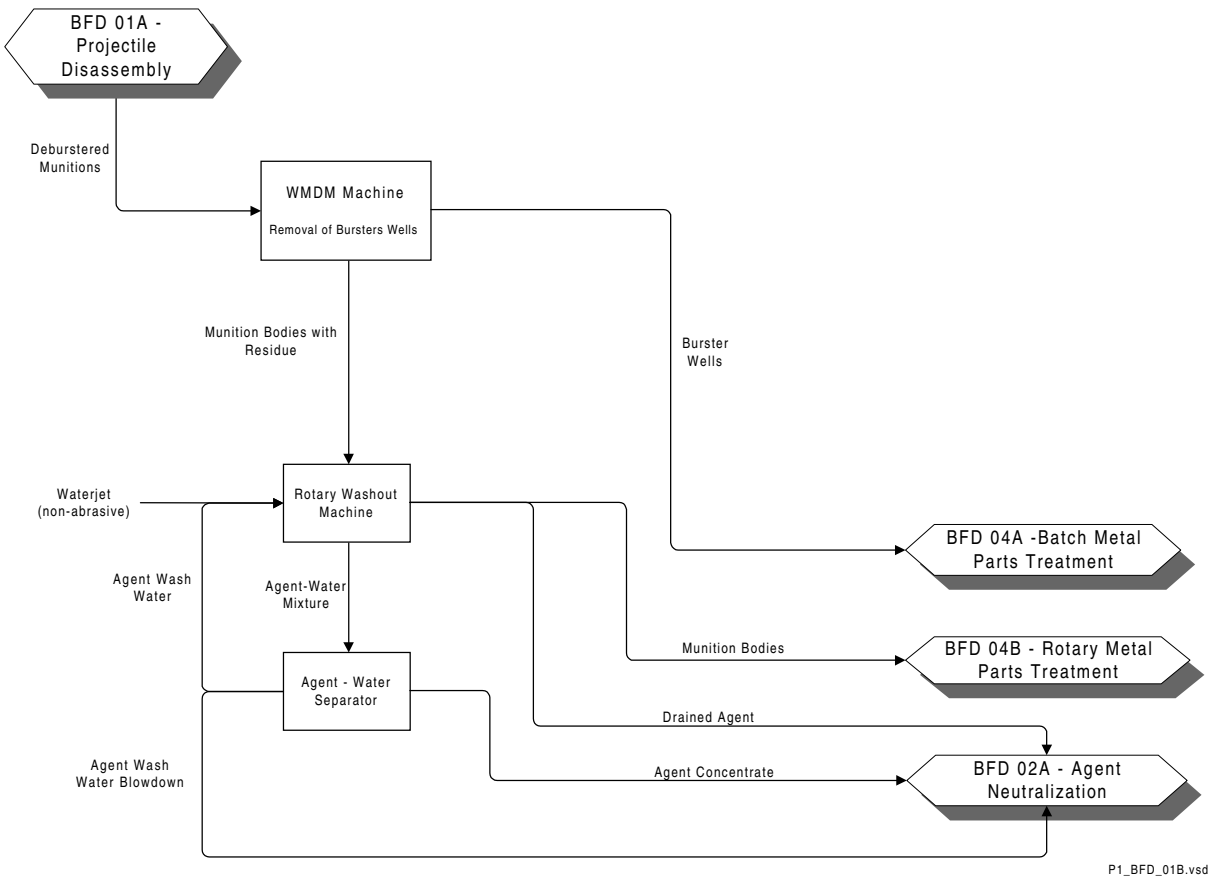 BFD 01A -
Projectile
Disassembly
Deburstered
Munitions
WMDM Machine
Removal of Bursters Wells
Munition Bodies with
Residue
Burster
Wells
Waterjet
(non-abrasive)
Rotary Washout
Machine
BFD 04A -Batch Metal
Parts Treatment
Agent Wash
Water
Agent-Water
Mixture
Munition Bodies
BFD 04B - Rotary Metal
Parts Treatment
Agent - Water
Separator
Drained Agent
Agent Wash
Water Blowdown
Agent Concentrate
BFD 02A - Agent
Neutralization
P1_BFD_01B.vsd